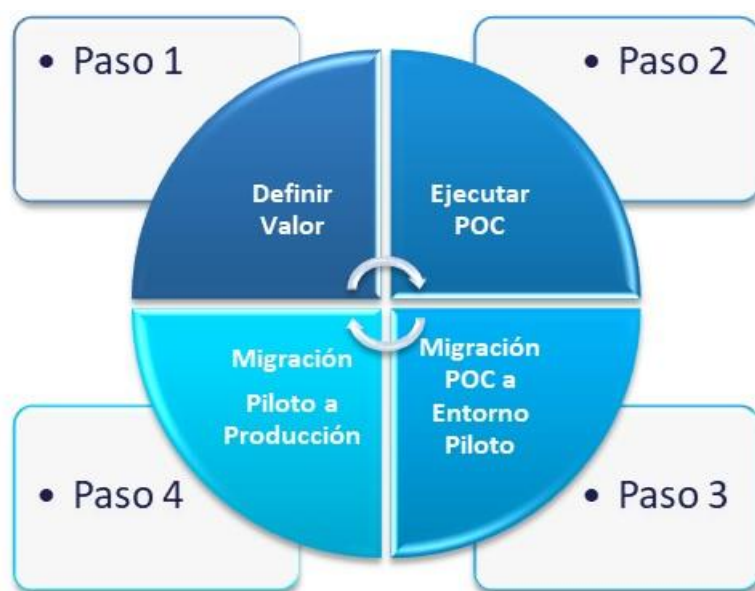 • Paso 1
Definir
Valor
• Paso 2
Ejecutar
POC
• Paso 3
Migración
POC a
Entorno
Piloto
• Paso 4
Migración
Piloto a
Producción